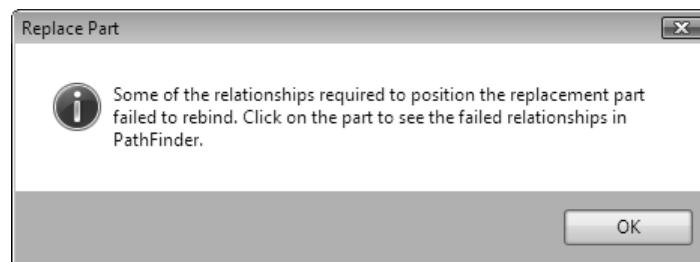 Replace Part
Some of the relationships required to position the replacement part
failed to rebind. Click on the part to see the failed relationships in
PathFinder.
OK